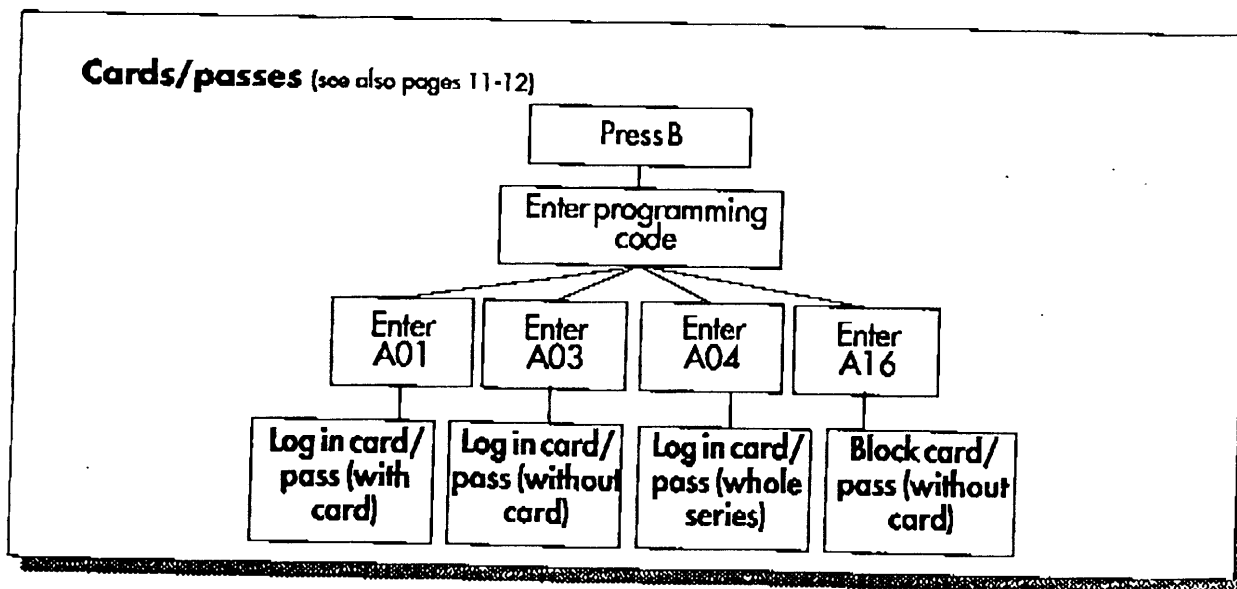 Cards/passes (see also pages 11-12)
Press B
Enter programming
code
Enter
A01
Enter
A03
Enter
A04
Enter
A16
Log in card/
pass (with
card)
Log in card/
pass (without
card)
Log in card/
pass (whole
series)
Block card/
pass (without
card)